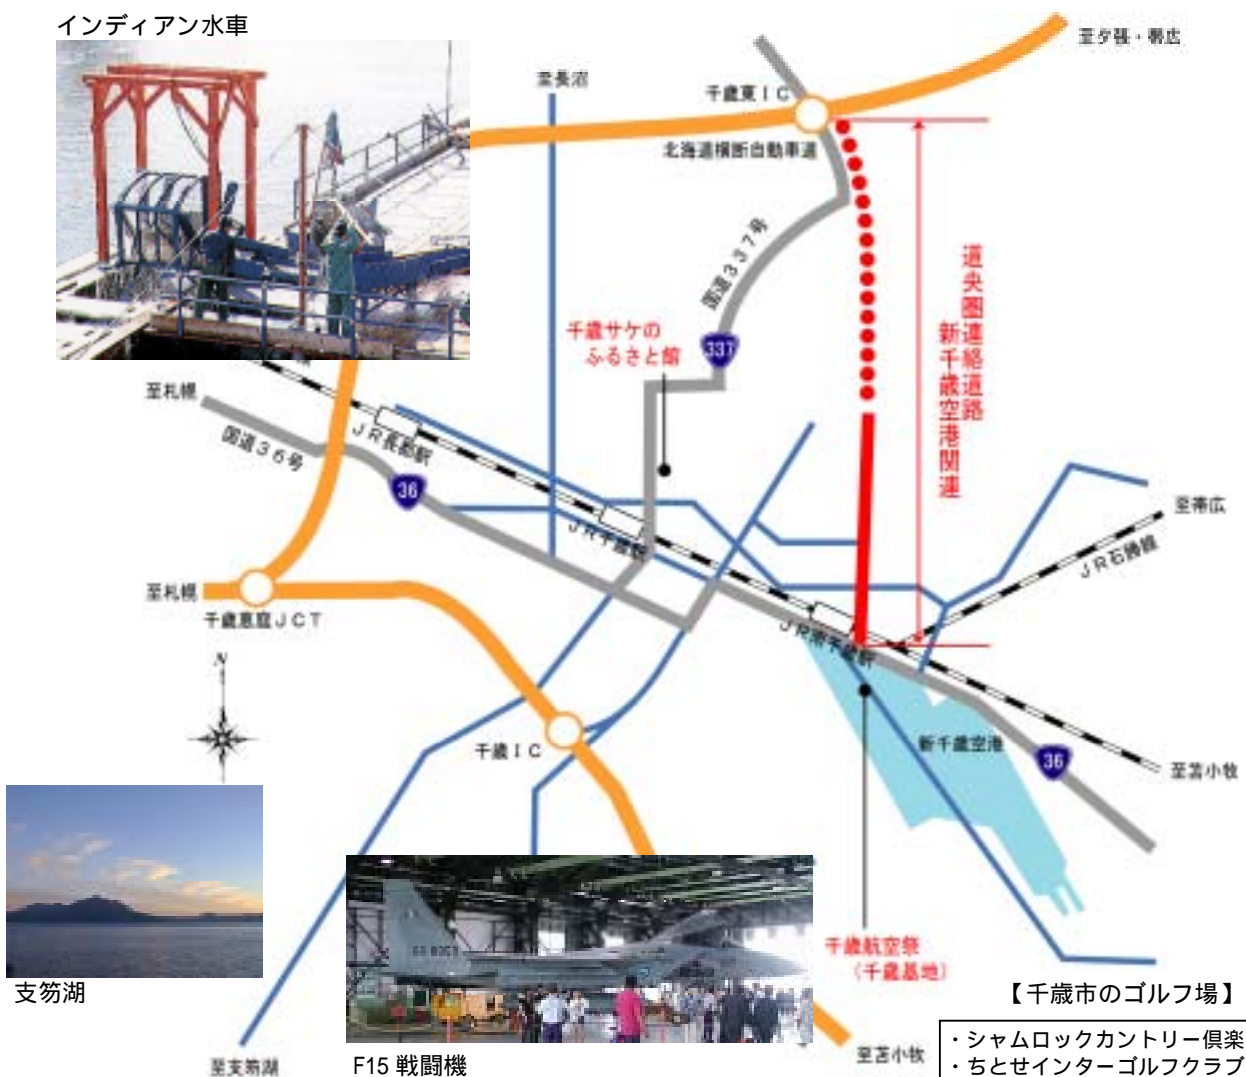 インディアン水車
至夕張・帯広
至長沼
千歳東IC
北海道横断自動車道
国道337号
337
千歳サケの
ふるさと館
道央圏連絡道路
新千歳空港関連
至札幌
国道36号
JR長都駅
36
JR千歳駅
至帯広
JR石勝線
至札幌
千歳恵庭JCT
JR南千歳駅
N
千歳IC
新千歳空港
36
至苫小牧
支笏湖
千歳航空祭
(千歳基地)
【千歳市のゴルフ場】
・シャムロックカントリー倶楽
・ちとせインターゴルフクラブ
至苫小牧
至支笏湖
F15 戦闘機